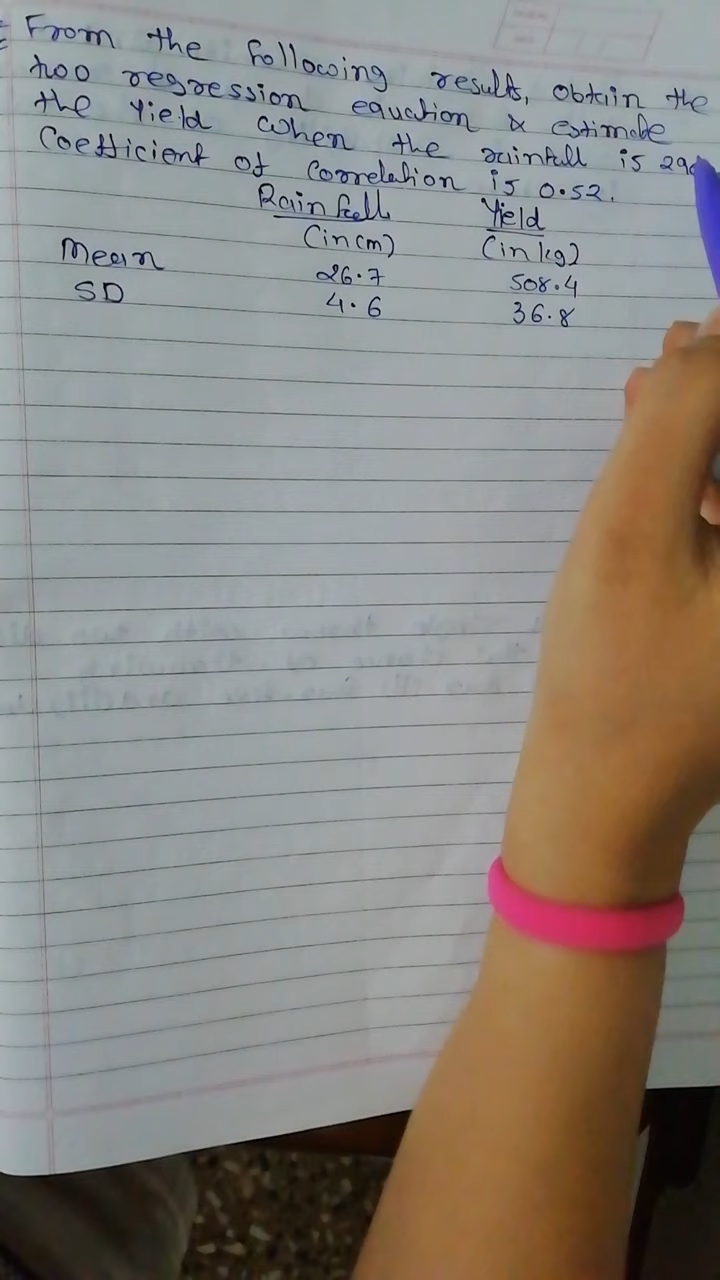 From the following results, obtain the
two regression equation & estimate
the yield when the rainfall is 29
Coefficient of correlation is 0.52.
Rainfall Yield
(in cm) (in kg)
Mean 26.7 508.4
SD 4.6 36.8